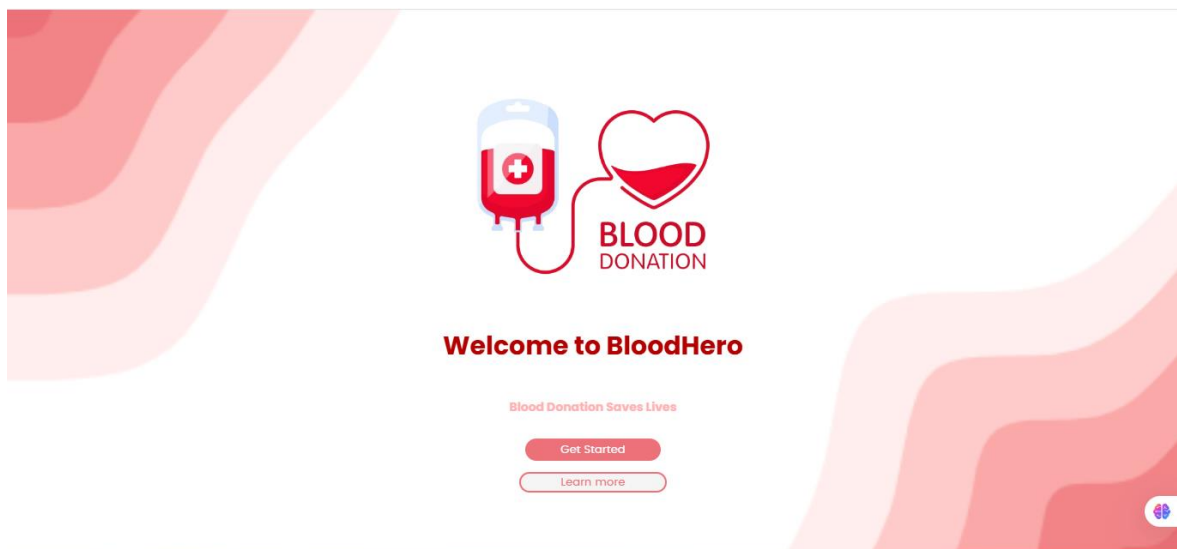 BLOOD
DONATION
Welcome to BloodHero
Blood Donation Saves Lives
Get Started
Learn more